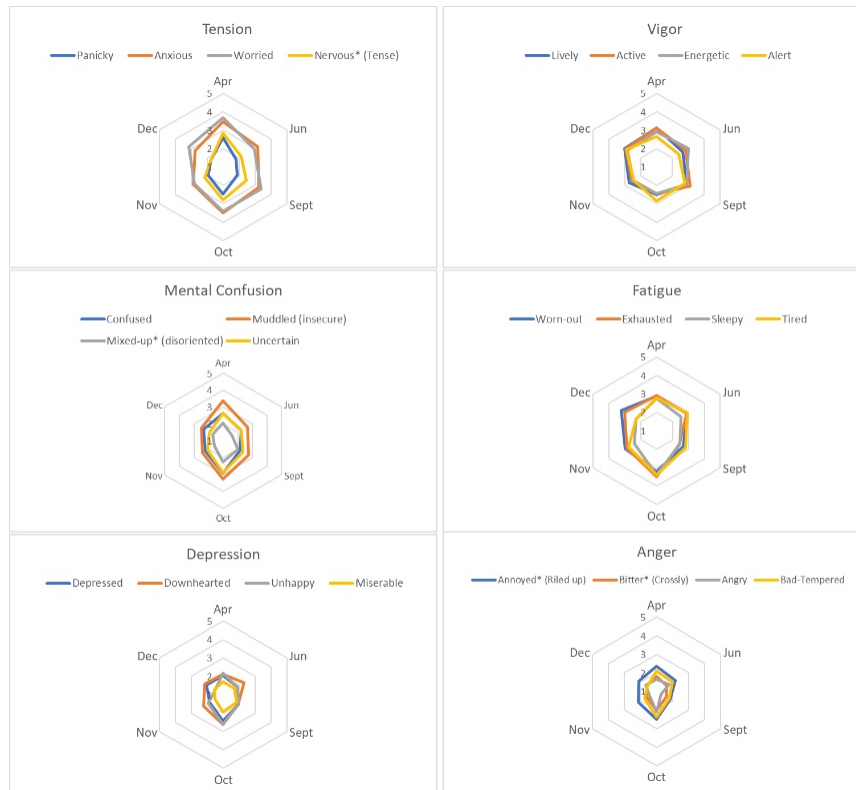 Tension
Panicky Anxious Worried Nervous* (Tense)
Apr
5
4
3
2
1
Dec
Jun
Nov
Sept
Oct
Vigor
Lively Active Energetic Alert
Apr
5
4
3
2
1
Dec
Jun
Nov
Sept
Oct
Mental Confusion
Confused Muddled (insecure)
Mixed-up* (disoriented) Uncertain
Apr
5
4
3
2
1
Dec
Jun
Nov
Sept
Oct
Fatigue
Worn-out Exhausted Sleepy Tired
Apr
5
4
3
2
1
Dec
Jun
Nov
Sept
Oct
Depression
Depressed Downhearted Unhappy Miserable
Apr
5
4
3
2
1
Dec
Jun
Nov
Sept
Oct
Anger
Annoyed* (Riled up) Bitter* (Crossly) Angry Bad-Tempered
Apr
5
4
3
2
1
Dec
Jun
Nov
Sept
Oct